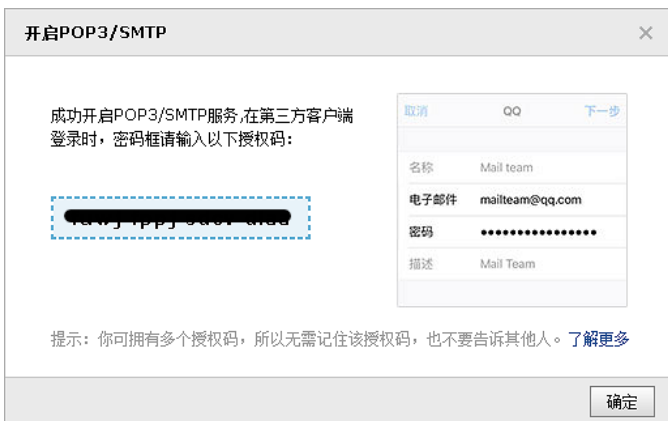 开启POP3/SMTP
成功开启POP3/SMTP服务,在第三方客户端
登录时，密码框请输入以下授权码：
取消 QQ 下一步
名称 Mail team
电子邮件 mailteam@qq.com
密码 ••••••••••••••••
描述 Mail Team
提示：你可拥有多个授权码，所以无需记住该授权码，也不要告诉其他人。了解更多
确定